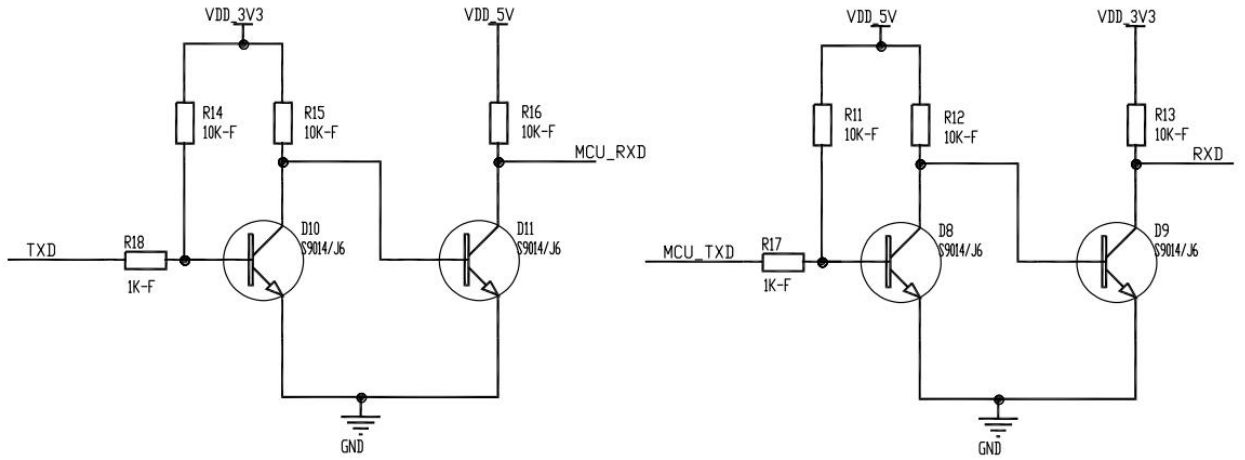 VDD_3V3
VDD_5V
R14
10K-F
R15
10K-F
R16
10K-F
MCU_RXD
TXD
R18
1K-F
D10
S9014/J6
D11
S9014/J6
GND
VDD_5V
VDD_3V3
R11
10K-F
R12
10K-F
R13
10K-F
RXD
MCU_TXD
R17
1K-F
D8
S9014/J6
D9
S9014/J6
GND